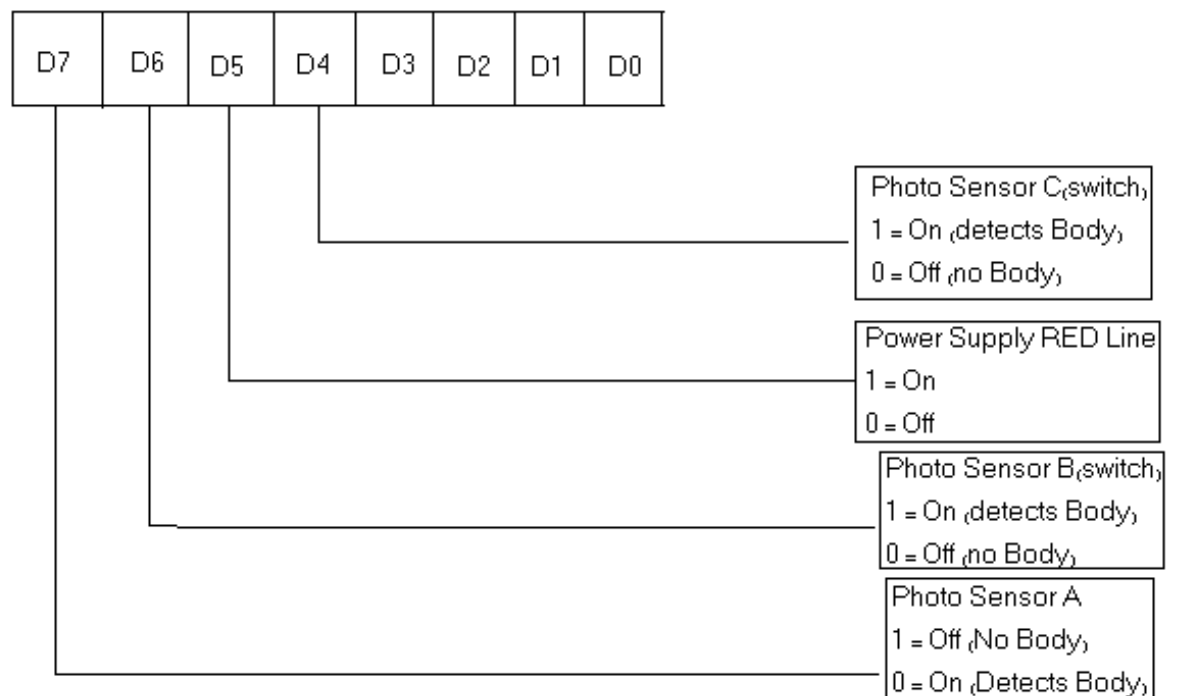 D7 D6 D5 D4 D3 D2 D1 D0
Photo Sensor C(switch)
1 = On (detects Body)
0 = Off (no Body)
Power Supply RED Line
1 = On
0 = Off
Photo Sensor B(switch)
1 = On (detects Body)
0 = Off (no Body)
Photo Sensor A
1 = Off (No Body)
0 = On (Detects Body)